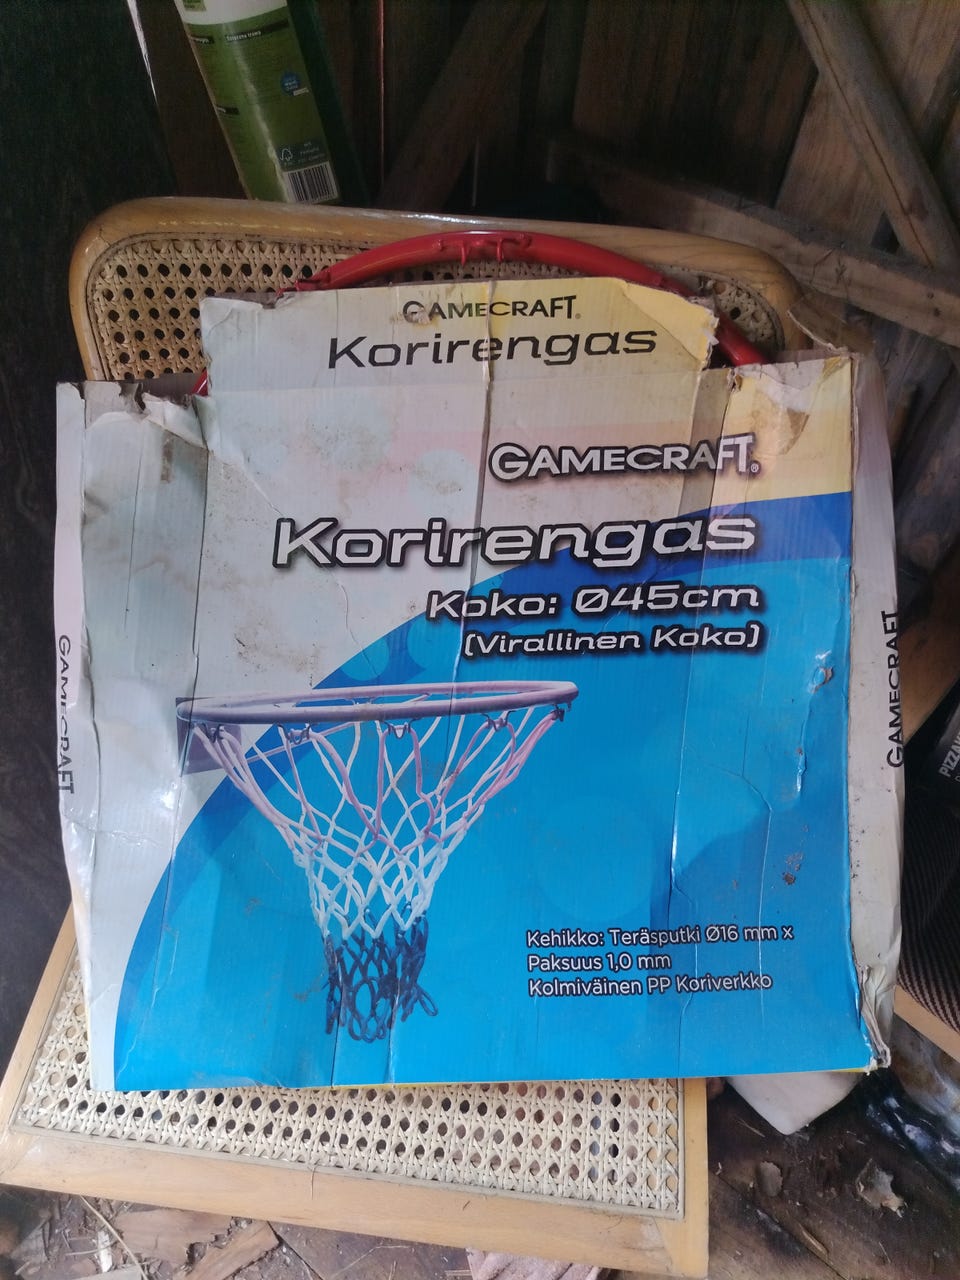 GAMECRAFT®
Korirengas
GAMECRAFT®
Korirengas
Koko: Ø45cm
(Virallinen Koko)
GAMECRAFT
GAMECRAFT
Kehikko: Teräsputki Ø16 mm x
Paksuus 1,0 mm
Kolmiväinen PP Koriverkko